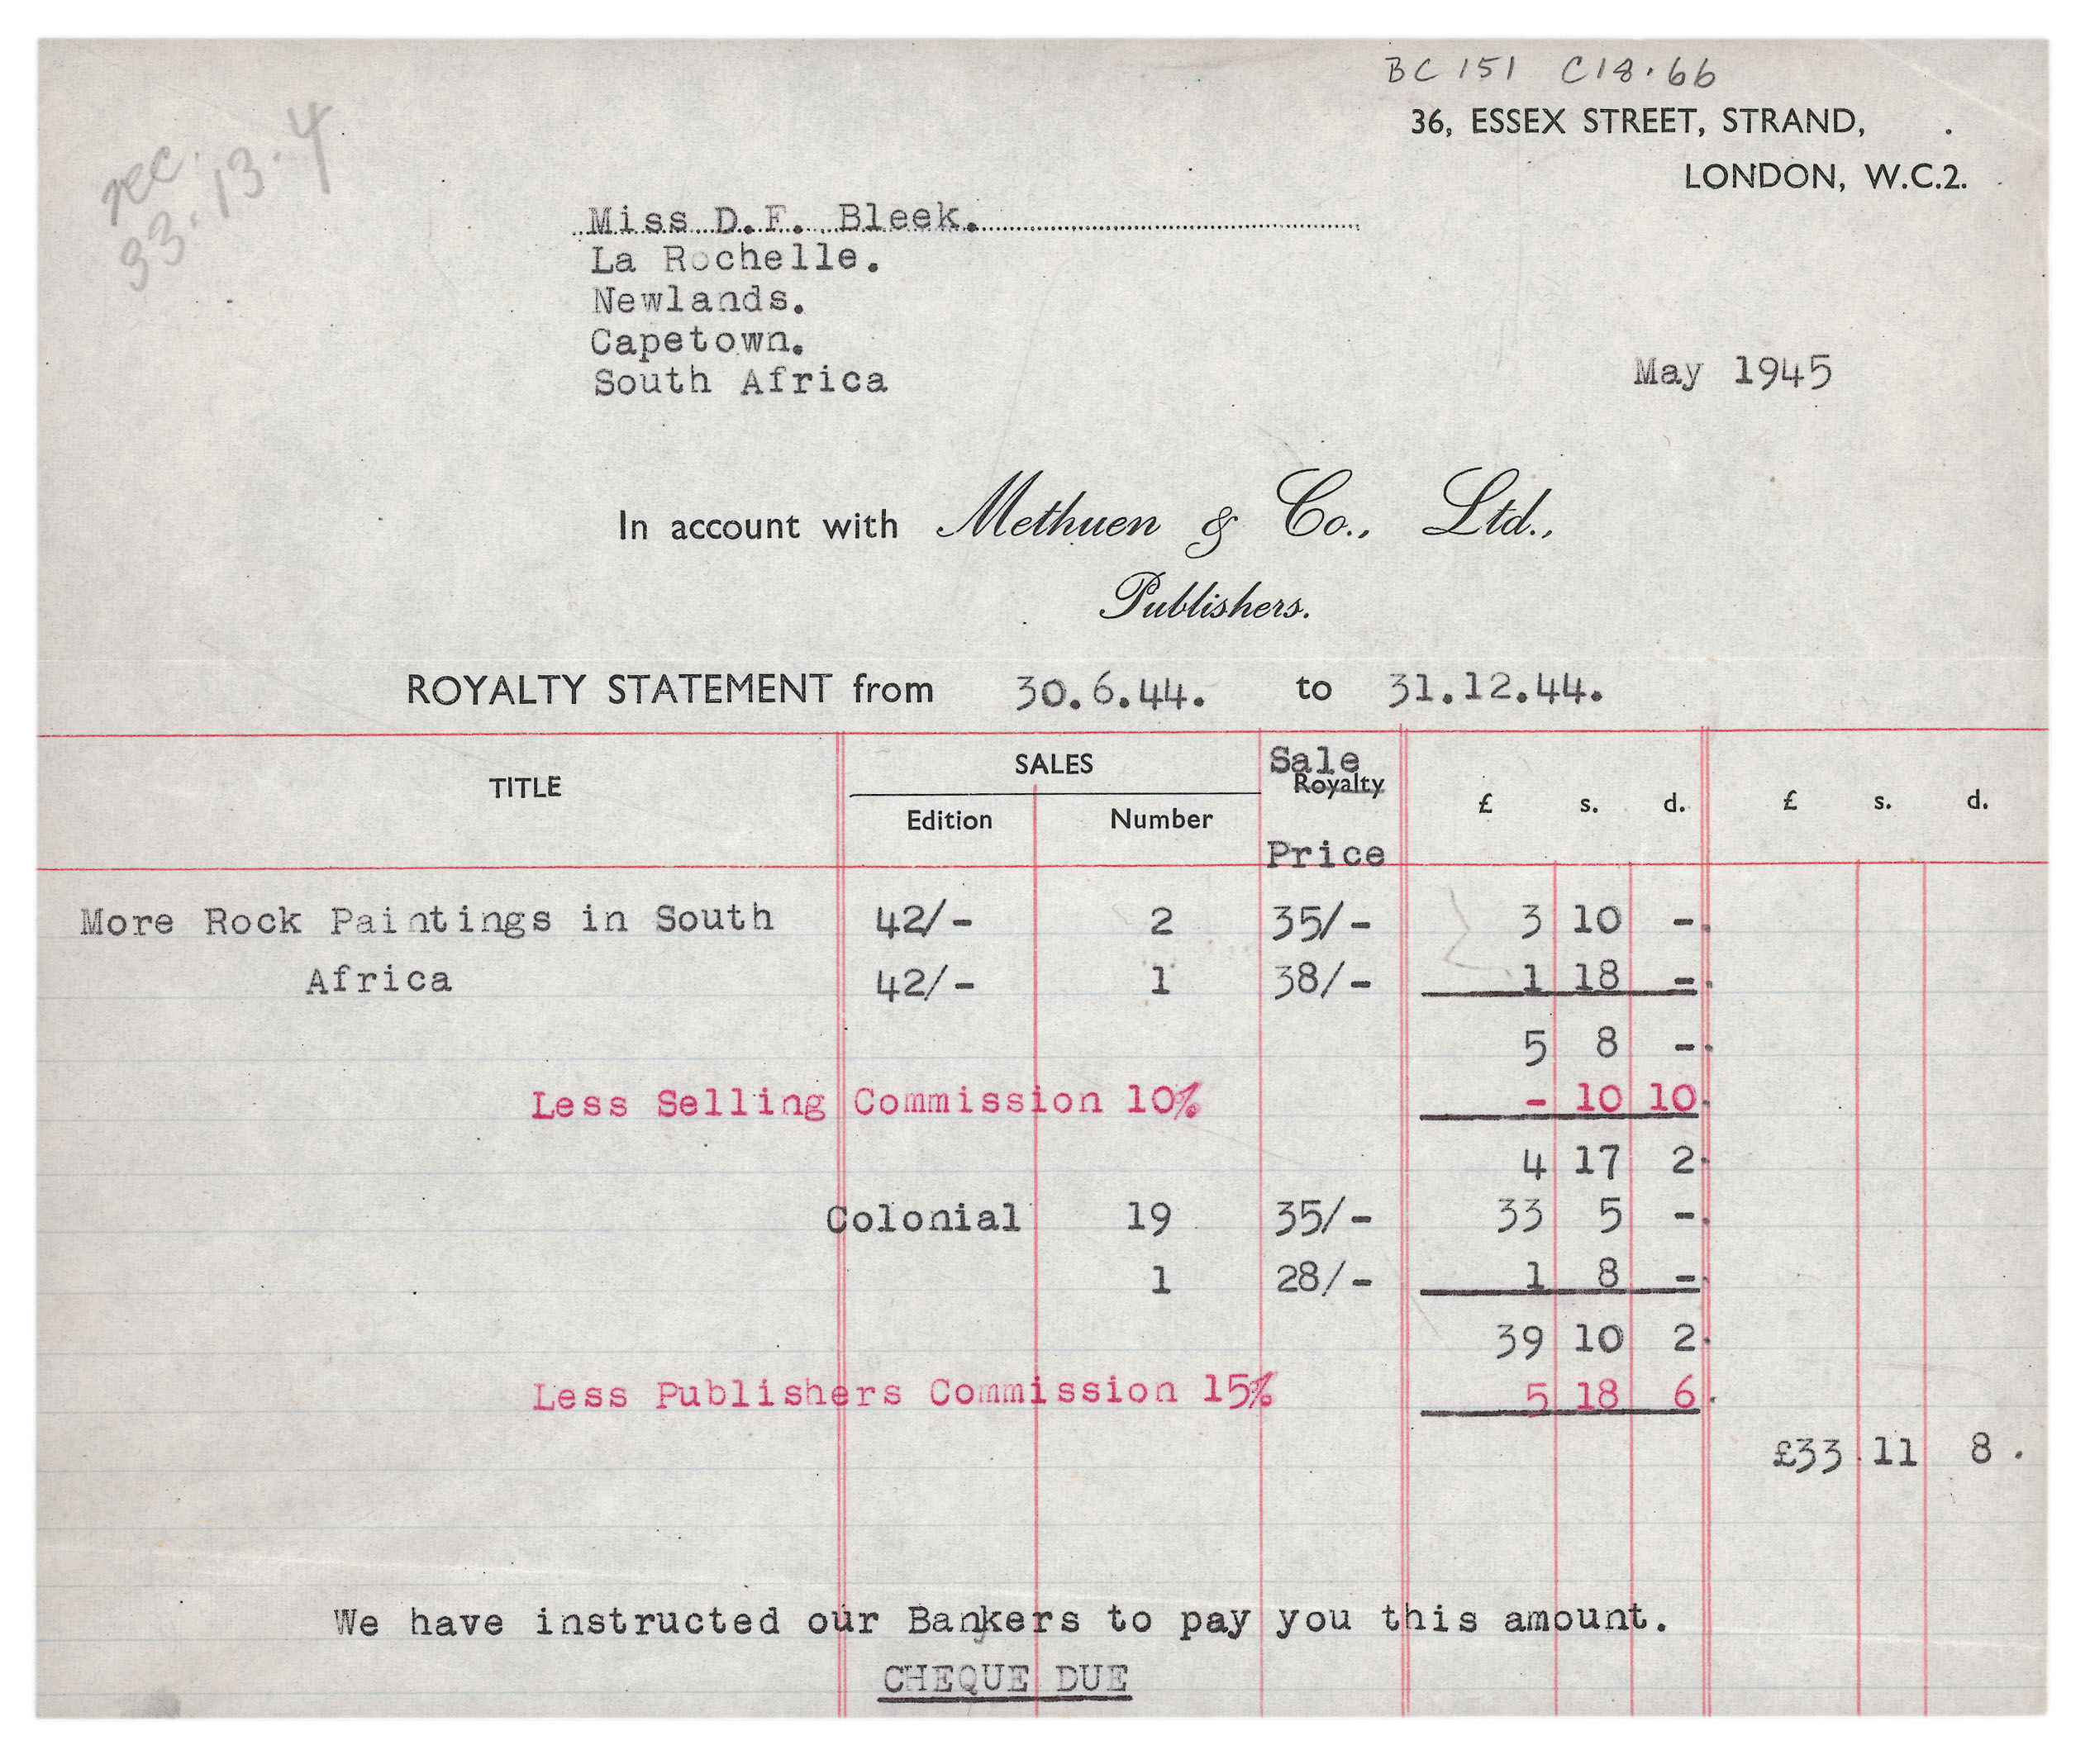 BC 151 C18.66
36, ESSEX STREET, STRAND,
LONDON, W.C.2.
rec.
33.13.4
Miss D.F. Bleek.
La Rochelle.
Newlands.
Capetown.
South Africa
May 1945
In account with Methuen & Co., Ltd.,
Publishers.
ROYALTY STATEMENT from 30.6.44. to 31.12.44.
TITLE SALES Edition Number Sale Royalty Price £ s. d. £ s. d.
More Rock Paintings in South 42/- 2 35/- 3 10 -.
Africa 42/- 1 38/- 1 18 -.
5 8 -.
Less Selling Commission 10% - 10 10.
4 17 2.
Colonial 19 35/- 33 5 -.
1 28/- 1 8 -.
39 10 2.
Less Publishers Commission 15% 5 18 6.
£33 11 8.
We have instructed our Bankers to pay you this amount.
CHEQUE DUE